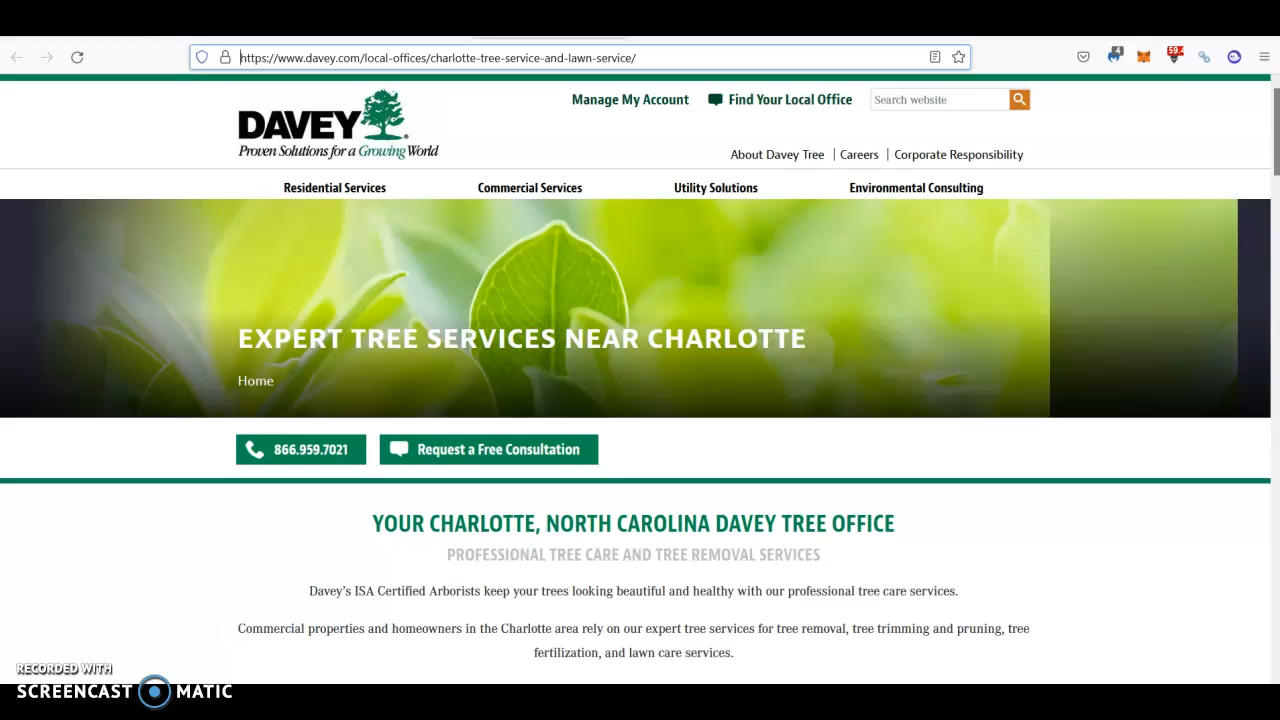 4
59
https://www.davey.com/local-offices/charlotte-tree-service-and-lawn-service/
Manage My Account
Find Your Local Office
Search website
DAVEY
Proven Solutions for a Growing World
About Davey Tree | Careers | Corporate Responsibility
Residential Services
Commercial Services
Utility Solutions
Environmental Consulting
EXPERT TREE SERVICES NEAR CHARLOTTE
Home
866.959.7021
Request a Free Consultation
YOUR CHARLOTTE, NORTH CAROLINA DAVEY TREE OFFICE
PROFESSIONAL TREE CARE AND TREE REMOVAL SERVICES
Davey's ISA Certified Arborists keep your trees looking beautiful and healthy with our professional tree care services.
Commercial properties and homeowners in the Charlotte area rely on our expert tree services for tree removal, tree trimming and pruning, tree
fertilization, and lawn care services.
RECORDED WITH
SCREENCAST MATIC